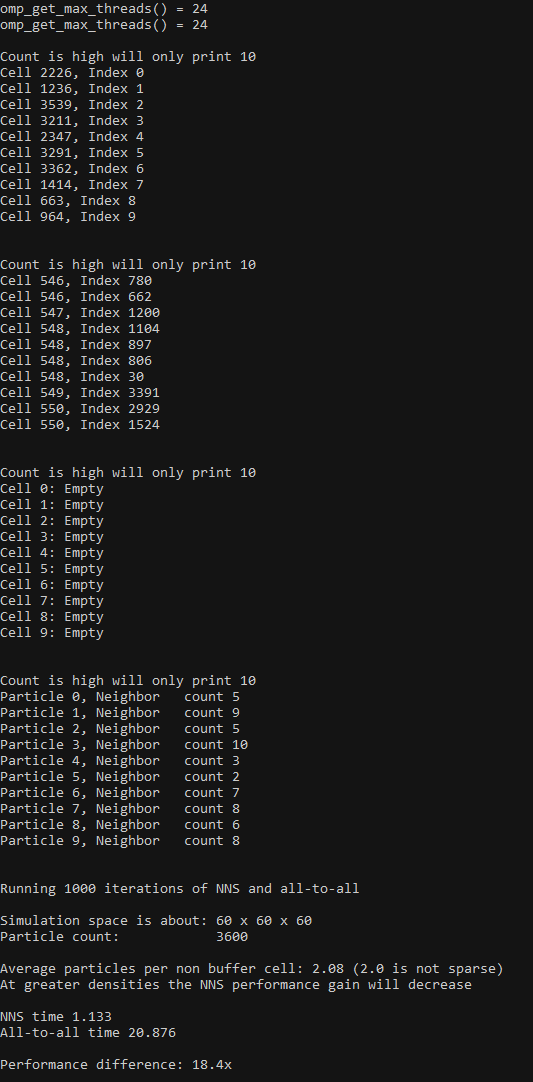 omp_get_max_threads() = 24
omp_get_max_threads() = 24
Count is high will only print 10
Cell 2226, Index 0
Cell 1236, Index 1
Cell 3539, Index 2
Cell 3211, Index 3
Cell 2347, Index 4
Cell 3291, Index 5
Cell 3362, Index 6
Cell 1414, Index 7
Cell 663, Index 8
Cell 964, Index 9
Count is high will only print 10
Cell 546, Index 780
Cell 546, Index 662
Cell 547, Index 1200
Cell 548, Index 1104
Cell 548, Index 897
Cell 548, Index 806
Cell 548, Index 30
Cell 549, Index 3391
Cell 550, Index 2929
Cell 550, Index 1524
Count is high will only print 10
Cell 0: Empty
Cell 1: Empty
Cell 2: Empty
Cell 3: Empty
Cell 4: Empty
Cell 5: Empty
Cell 6: Empty
Cell 7: Empty
Cell 8: Empty
Cell 9: Empty
Count is high will only print 10
Particle 0, Neighbor   count 5
Particle 1, Neighbor   count 9
Particle 2, Neighbor   count 5
Particle 3, Neighbor   count 10
Particle 4, Neighbor   count 3
Particle 5, Neighbor   count 2
Particle 6, Neighbor   count 7
Particle 7, Neighbor   count 8
Particle 8, Neighbor   count 6
Particle 9, Neighbor   count 8
Running 1000 iterations of NNS and all-to-all
Simulation space is about: 60 x 60 x 60
Particle count:            3600
Average particles per non buffer cell: 2.08 (2.0 is not sparse)
At greater densities the NNS performance gain will decrease
NNS time 1.133
All-to-all time 20.876
Performance difference: 18.4x